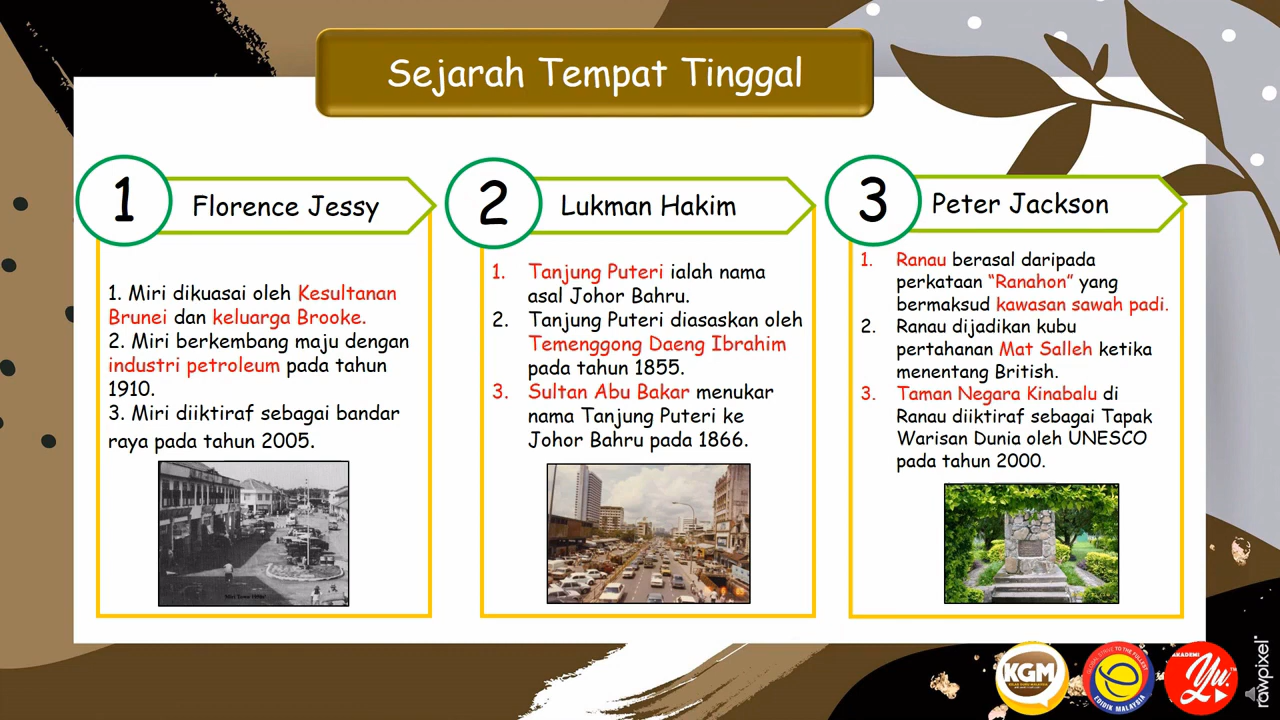 Sejarah Tempat Tinggal
1
Florence Jessy
1. Miri dikuasai oleh Kesultanan
Brunei dan keluarga Brooke.
2. Miri berkembang maju dengan
industri petroleum pada tahun
1910.
3. Miri diiktiraf sebagai bandar
raya pada tahun 2005.
2
Lukman Hakim
1. Tanjung Puteri ialah nama
asal Johor Bahru.
2. Tanjung Puteri diasaskan oleh
Temenggong Daeng Ibrahim
pada tahun 1855.
3. Sultan Abu Bakar menukar
nama Tanjung Puteri ke
Johor Bahru pada 1866.
3
Peter Jackson
1. Ranau berasal daripada
perkataan “Ranahon” yang
bermaksud kawasan sawah padi.
2. Ranau dijadikan kubu
pertahanan Mat Salleh ketika
menentang British.
3. Taman Negara Kinabalu di
Ranau diiktiraf sebagai Tapak
Warisan Dunia oleh UNESCO
pada tahun 2000.
KGM
EDIDIK MALAYSIA
AKADEMI
Yu
rawpixel